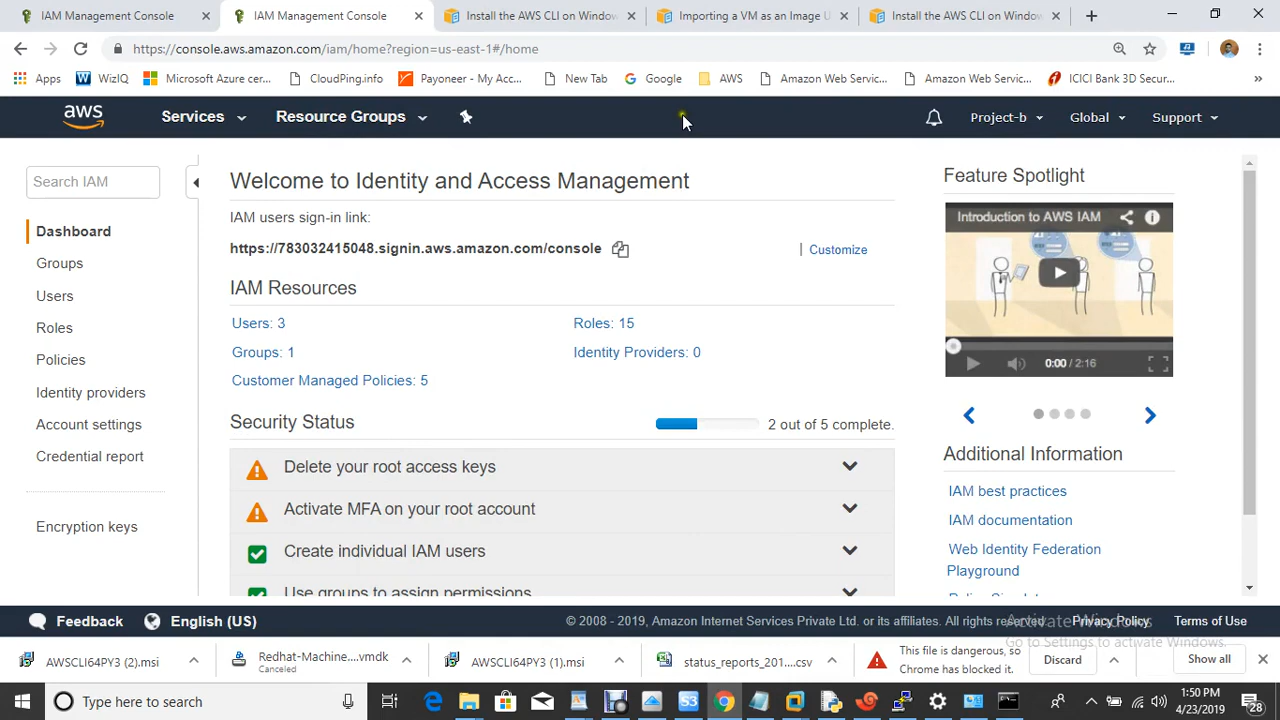 IAM Management Console
IAM Management Console
Install the AWS CLI on Window
Importing a VM as an Image U
Install the AWS CLI on Window
https://console.aws.amazon.com/iam/home?region=us-east-1#/home
Apps
WizIQ
Microsoft Azure cer...
CloudPing.info
Payoneer - My Acco...
New Tab
Google
AWS
Amazon Web Servic...
Amazon Web Servic...
ICICI Bank 3D Secur...
aws
Services
Resource Groups
Project-b
Global
Support
Search IAM
Dashboard
Groups
Users
Roles
Policies
Identity providers
Account settings
Credential report
Encryption keys
Welcome to Identity and Access Management
IAM users sign-in link:
https://783032415048.signin.aws.amazon.com/console
| Customize
IAM Resources
Users: 3
Roles: 15
Groups: 1
Identity Providers: 0
Customer Managed Policies: 5
Security Status
2 out of 5 complete.
Delete your root access keys
Activate MFA on your root account
Create individual IAM users
Use groups to assign permissions
Feature Spotlight
Introduction to AWS IAM
0:00 / 2:16
Additional Information
IAM best practices
IAM documentation
Web Identity Federation
Playground
Feedback
English (US)
© 2008 - 2019, Amazon Internet Services Private Ltd. or its affiliates. All rights reserved.
Privacy Policy
Terms of Use
Activate Windows
Go to Settings to activate Windows.
AWSCLI64PY3 (2).msi
Redhat-Machine....vmdk
Canceled
AWSCLI64PY3 (1).msi
status_reports_201....csv
This file is dangerous, so
Chrome has blocked it.
Discard
Show all
Type here to search
1:50 PM
4/23/2019
28